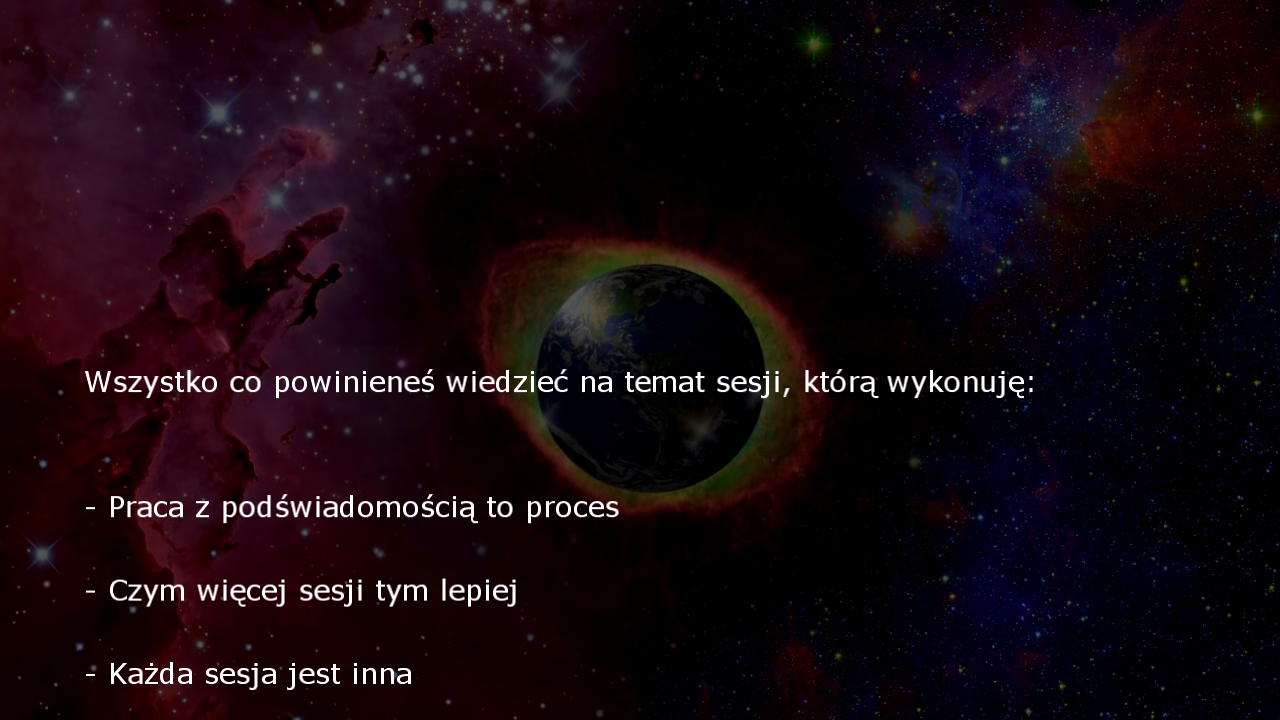 Wszystko co powinieneś wiedzieć na temat sesji, którą wykonuję:
- Praca z podświadomością to proces
- Czym więcej sesji tym lepiej
- Każda sesja jest inna